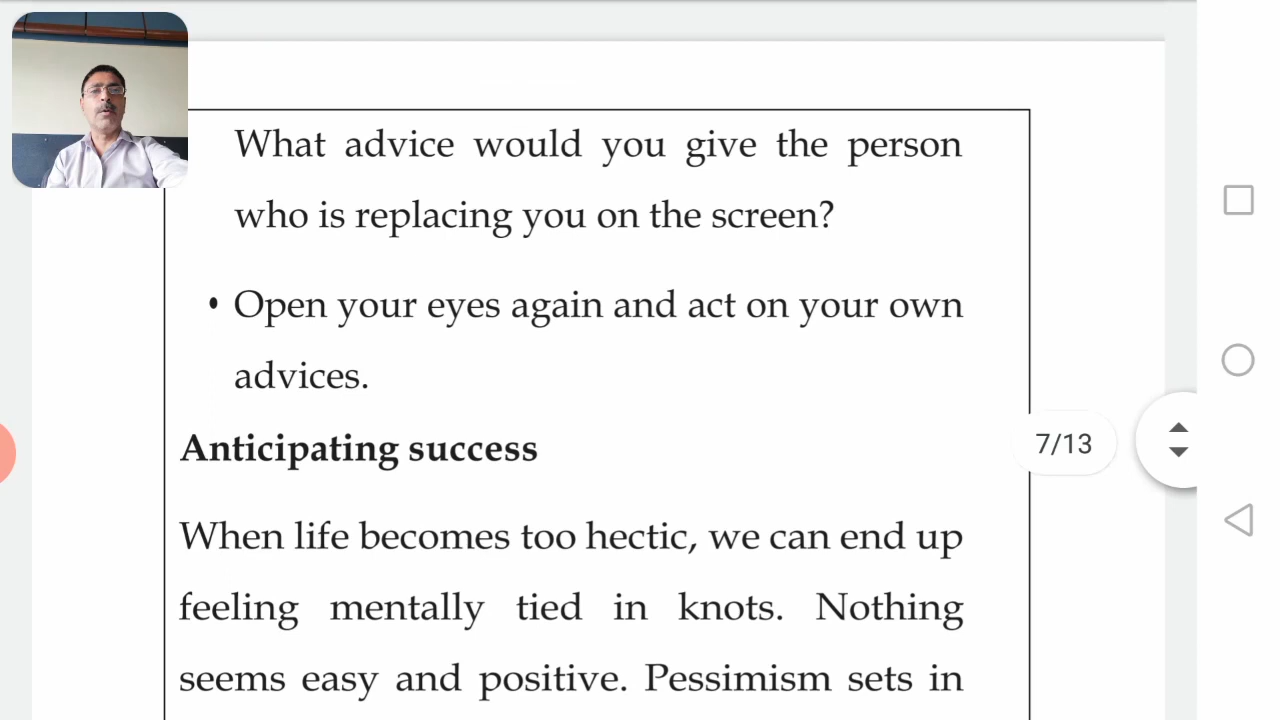 What advice would you give the person
who is replacing you on the screen?
• Open your eyes again and act on your own
advices.
Anticipating success
7/13
When life becomes too hectic, we can end up
feeling mentally tied in knots. Nothing
seems easy and positive. Pessimism sets in